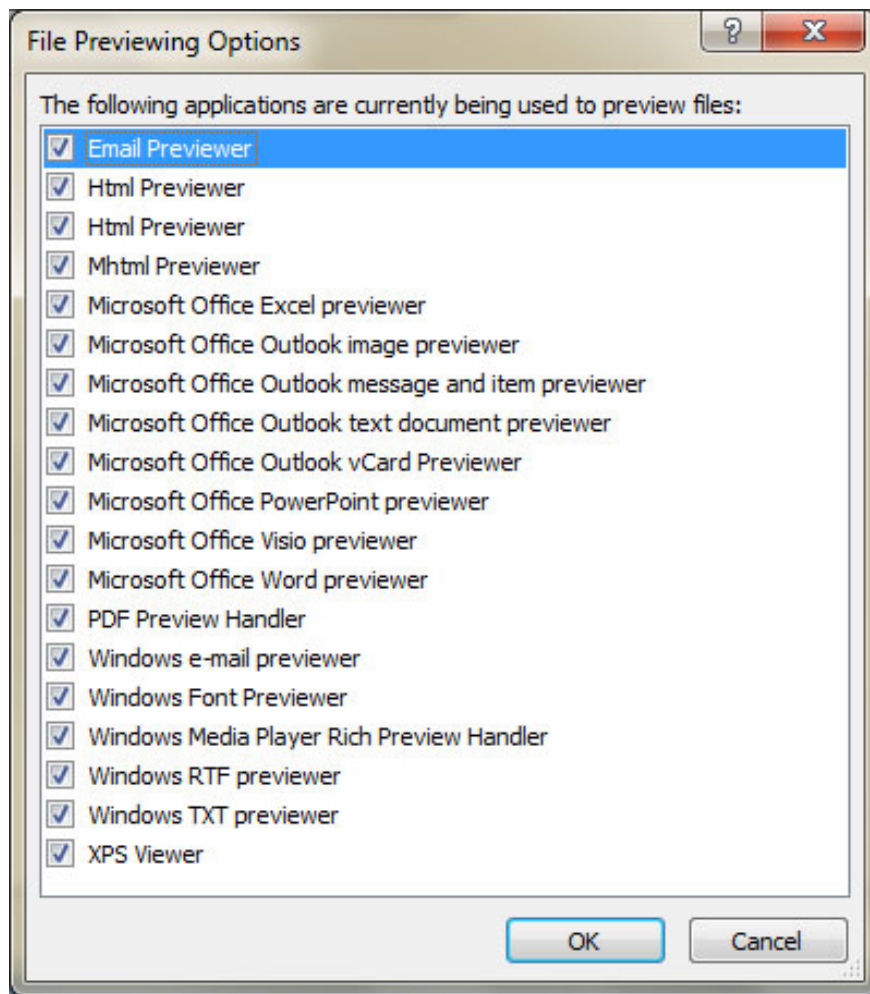 File Previewing Options
The following applications are currently being used to preview files:
Email Previewer
Html Previewer
Html Previewer
Mhtml Previewer
Microsoft Office Excel previewer
Microsoft Office Outlook image previewer
Microsoft Office Outlook message and item previewer
Microsoft Office Outlook text document previewer
Microsoft Office Outlook vCard Previewer
Microsoft Office PowerPoint previewer
Microsoft Office Visio previewer
Microsoft Office Word previewer
PDF Preview Handler
Windows e-mail previewer
Windows Font Previewer
Windows Media Player Rich Preview Handler
Windows RTF previewer
Windows TXT previewer
XPS Viewer
OK Cancel